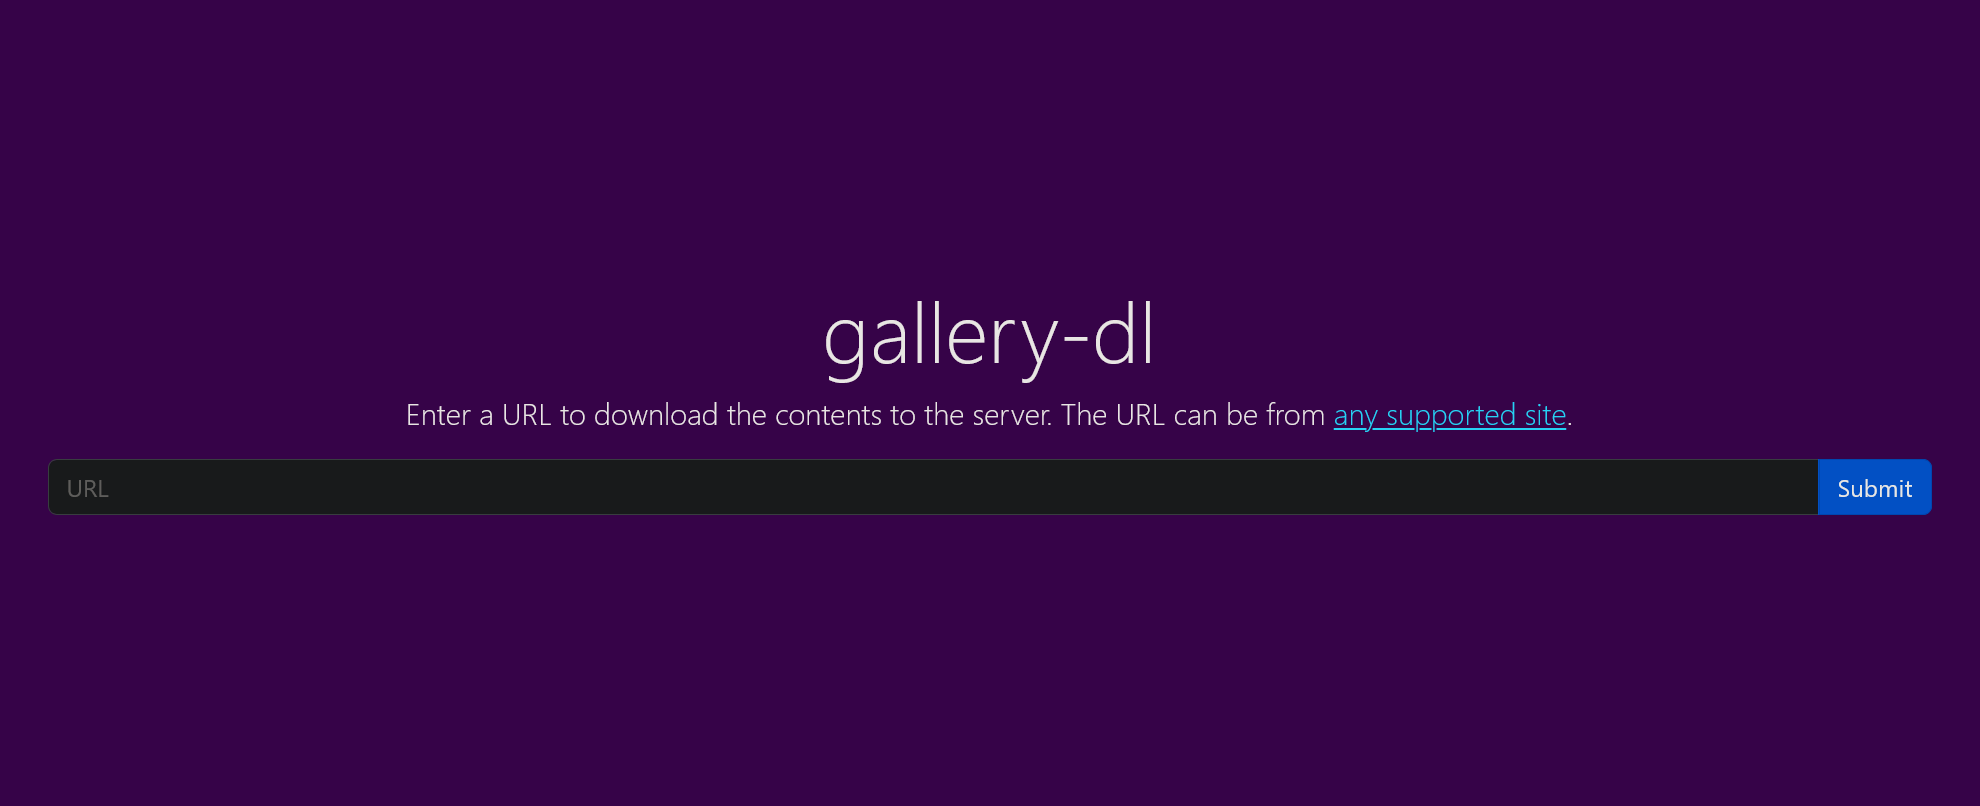 gallery-dl
Enter a URL to download the contents to the server. The URL can be from any supported site.
URL
Submit